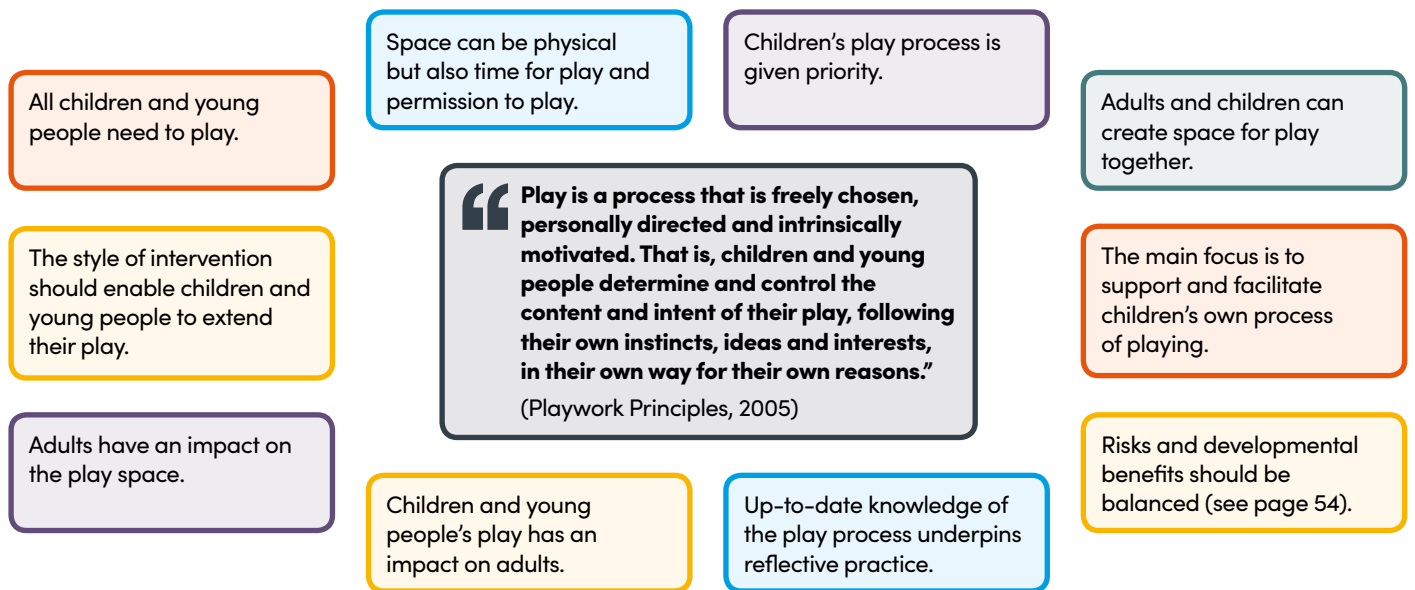 Space can be physical
but also time for play and
permission to play.
Children’s play process is
given priority.
All children and young
people need to play.
Adults and children can
create space for play
together.
“Play is a process that is freely chosen,
personally directed and intrinsically
motivated. That is, children and young
people determine and control the
content and intent of their play, following
their own instincts, ideas and interests,
in their own way for their own reasons.”
(Playwork Principles, 2005)
The style of intervention
should enable children and
young people to extend
their play.
The main focus is to
support and facilitate
children’s own process
of playing.
Adults have an impact on
the play space.
Risks and developmental
benefits should be
balanced (see page 54).
Children and young
people’s play has an
impact on adults.
Up-to-date knowledge of
the play process underpins
reflective practice.